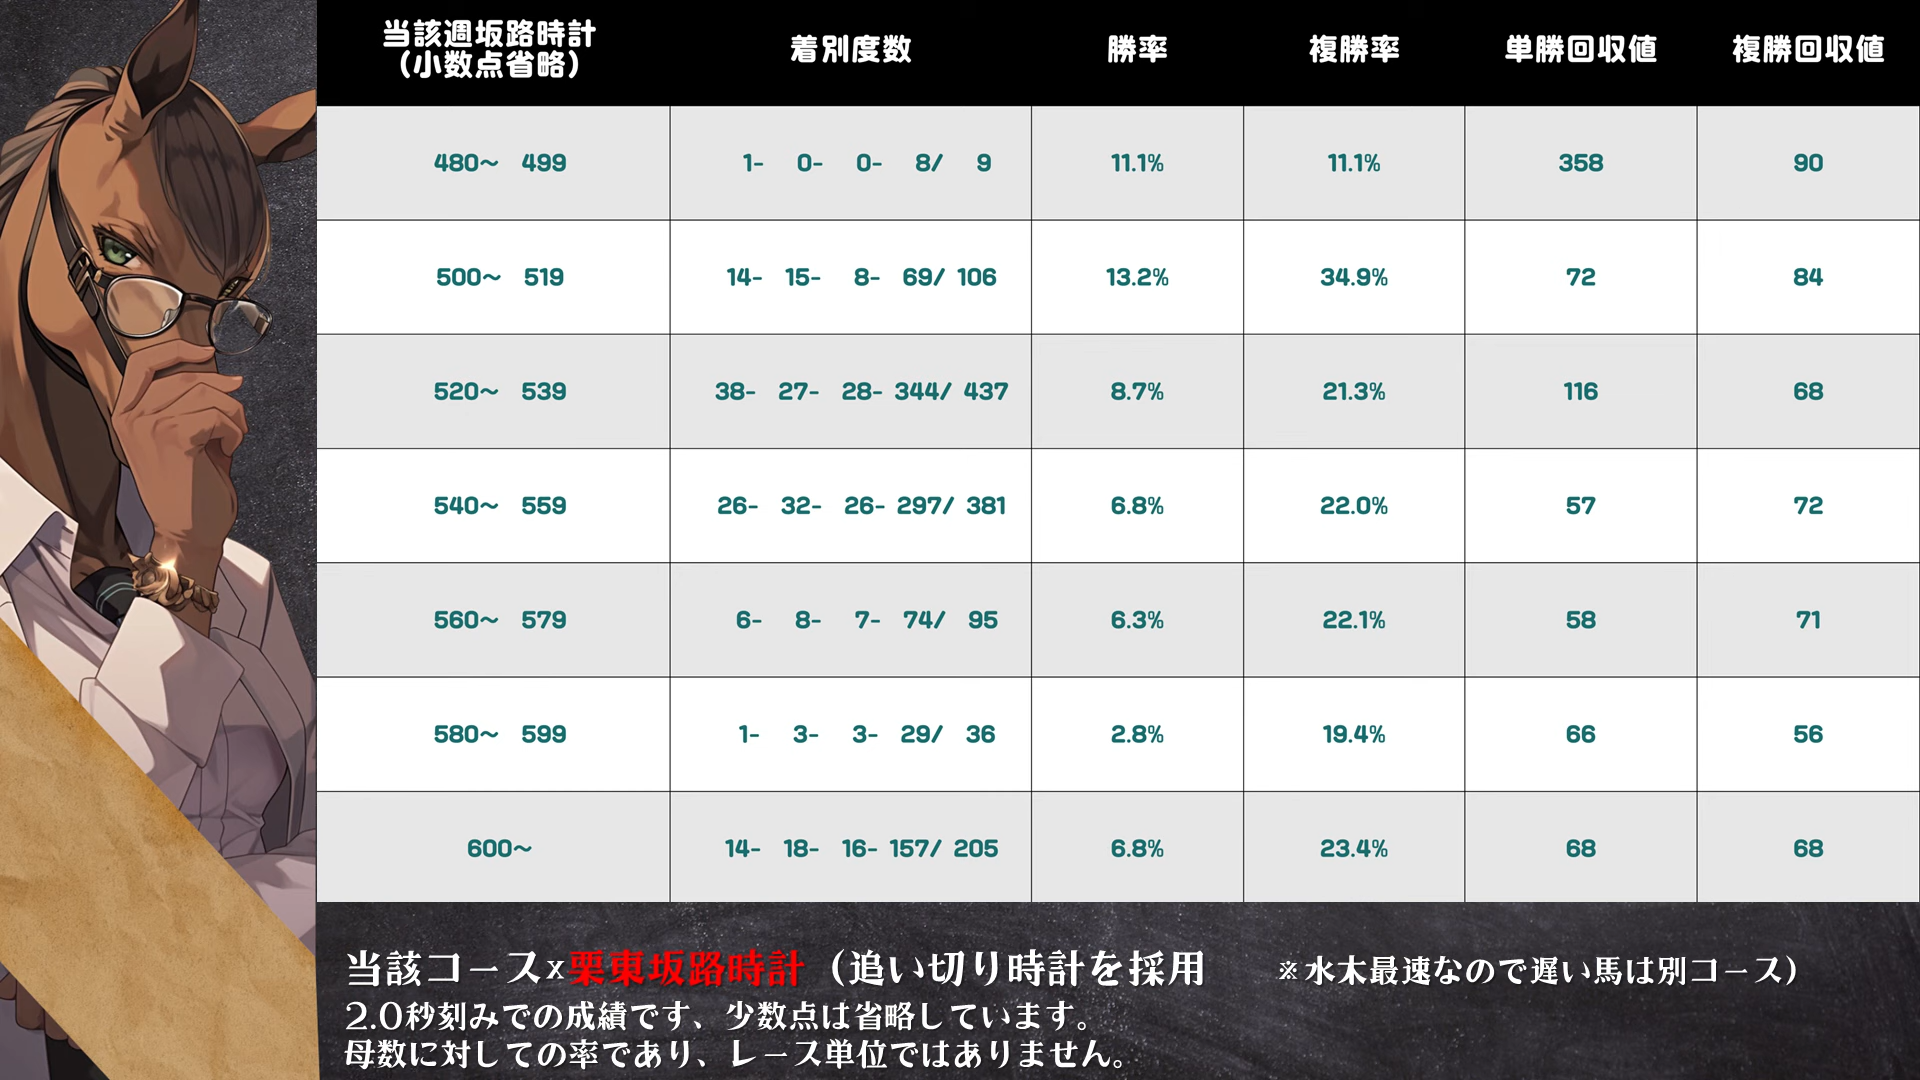 当該週坂路時計
（小数点省略）
着別度数
勝率
複勝率
単勝回収値
複勝回収値
480～ 499 1- 0- 0- 8/ 9 11.1% 11.1% 358 90
500～ 519 14- 15- 8- 69/ 106 13.2% 34.9% 72 84
520～ 539 38- 27- 28- 344/ 437 8.7% 21.3% 116 68
540～ 559 26- 32- 26- 297/ 381 6.8% 22.0% 57 72
560～ 579 6- 8- 7- 74/ 95 6.3% 22.1% 58 71
580～ 599 1- 3- 3- 29/ 36 2.8% 19.4% 66 56
600～ 14- 18- 16- 157/ 205 6.8% 23.4% 68 68
当該コースx栗東坂路時計（追い切り時計を採用 ※水木最速なので遅い馬は別コース）
2.0秒刻みでの成績です、少数点は省略しています。
母数に対しての率であり、レース単位ではありません。